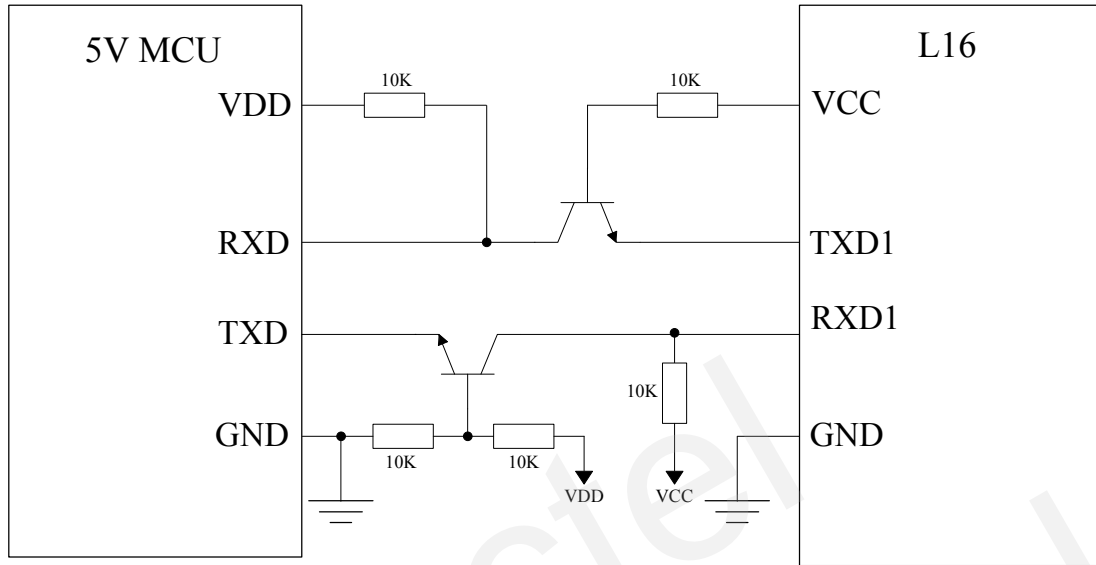 5V MCU
L16
10K
10K
VDD
VCC
RXD
TXD1
TXD
RXD1
10K
GND
GND
10K
10K
VDD
VCC